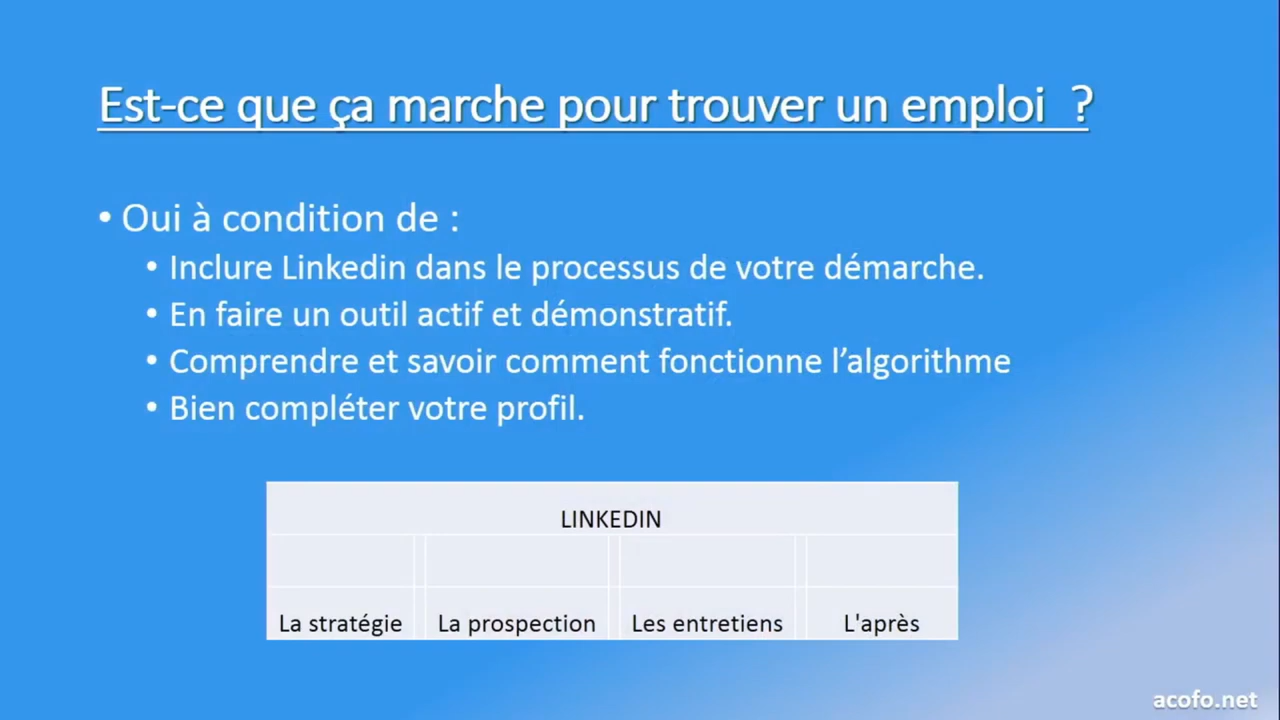 Est-ce que ça marche pour trouver un emploi ?
• Oui à condition de :
• Inclure Linkedin dans le processus de votre démarche.
• En faire un outil actif et démonstratif.
• Comprendre et savoir comment fonctionne l’algorithme
• Bien compléter votre profil.
LINKEDIN
La stratégie La prospection Les entretiens L'après
acofo.net